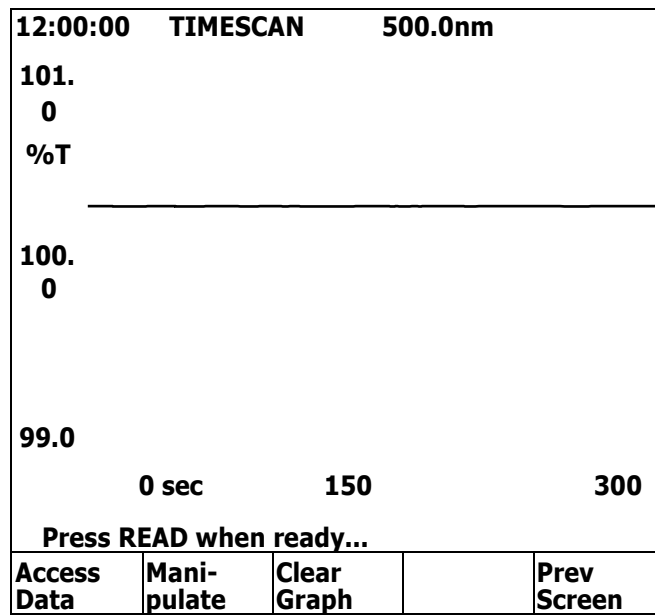 12:00:00 TIMESCAN 500.0nm
101.
0
%T
100.
0
99.0
0 sec 150 300
Press READ when ready...
Access Mani- Clear Prev
Data pulate Graph Screen